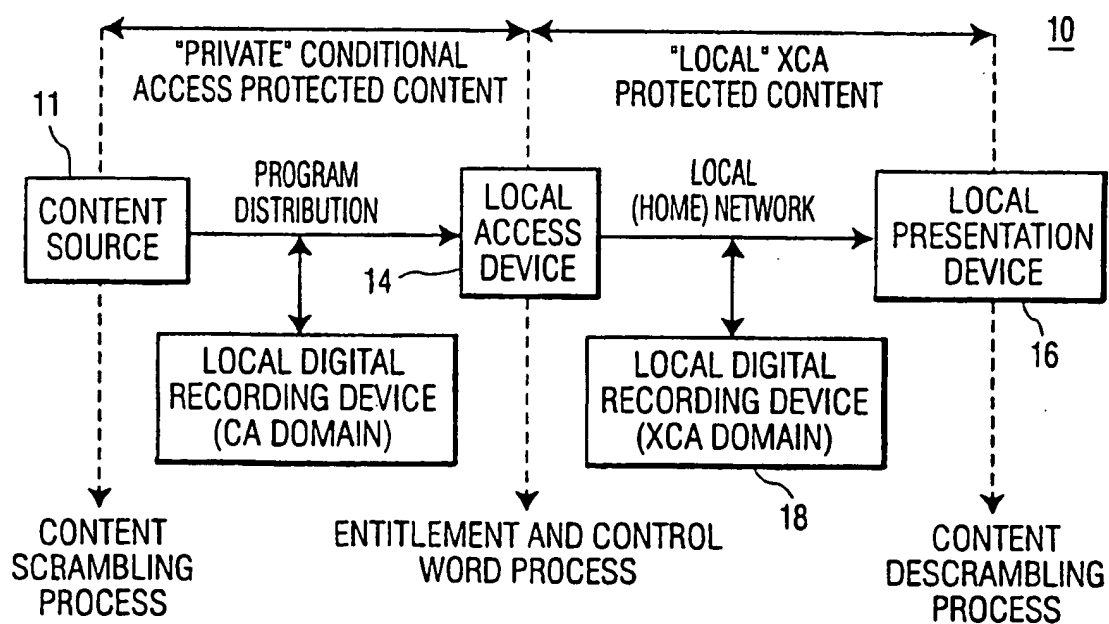 10
"PRIVATE" CONDITIONAL
ACCESS PROTECTED CONTENT
"LOCAL" XCA
PROTECTED CONTENT
11
CONTENT
SOURCE
PROGRAM
DISTRIBUTION
LOCAL
ACCESS
DEVICE
14
LOCAL
(HOME) NETWORK
LOCAL
PRESENTATION
DEVICE
16
LOCAL DIGITAL
RECORDING DEVICE
(CA DOMAIN)
LOCAL DIGITAL
RECORDING DEVICE
(XCA DOMAIN)
18
CONTENT
SCRAMBLING
PROCESS
ENTITLEMENT AND CONTROL
WORD PROCESS
CONTENT
DESCRAMBLING
PROCESS